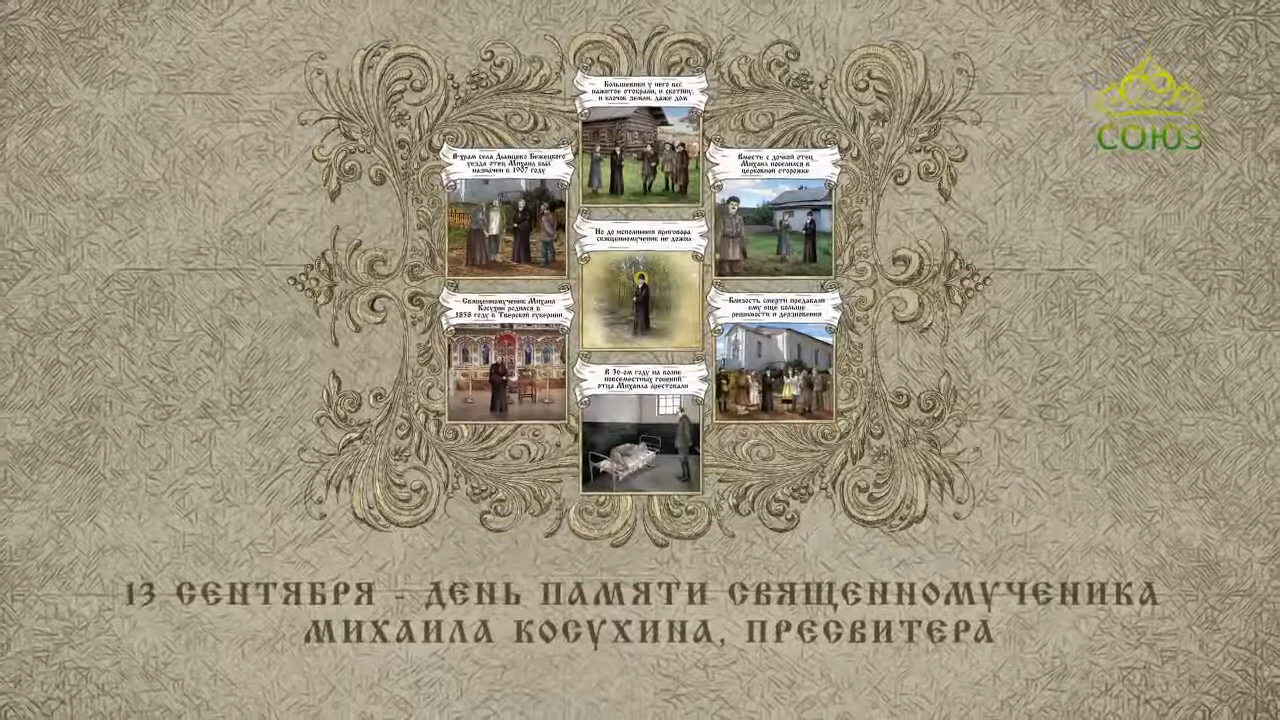 Большевики у него всё
нажитое отобрали, и скотину,
и клочок земли, даже дом
СОЮЗ
В храм села Дымцево Бежецкого
уезда отец Михаил был
назначен в 1907 году
Вместе с дочкой отец
Михаил поселился в
церковной сторожке
Но до исполнения приговора
священномученик не дожил
Священномученик Михаил
Косухин родился в
1858 году в Тверской губернии
Близость смерти предавали
ему еще больше
решимости и дерзновения
В 36-ом году на волне
повсеместных гонений
отца Михаила арестовали
13 СЕНТЯБРЯ - ДЕНЬ ПАМЯТИ СВЯЩЕННОМУЧЕНИКА
МИХАИЛА КОСУХИНА, ПРЕСВИТЕРА